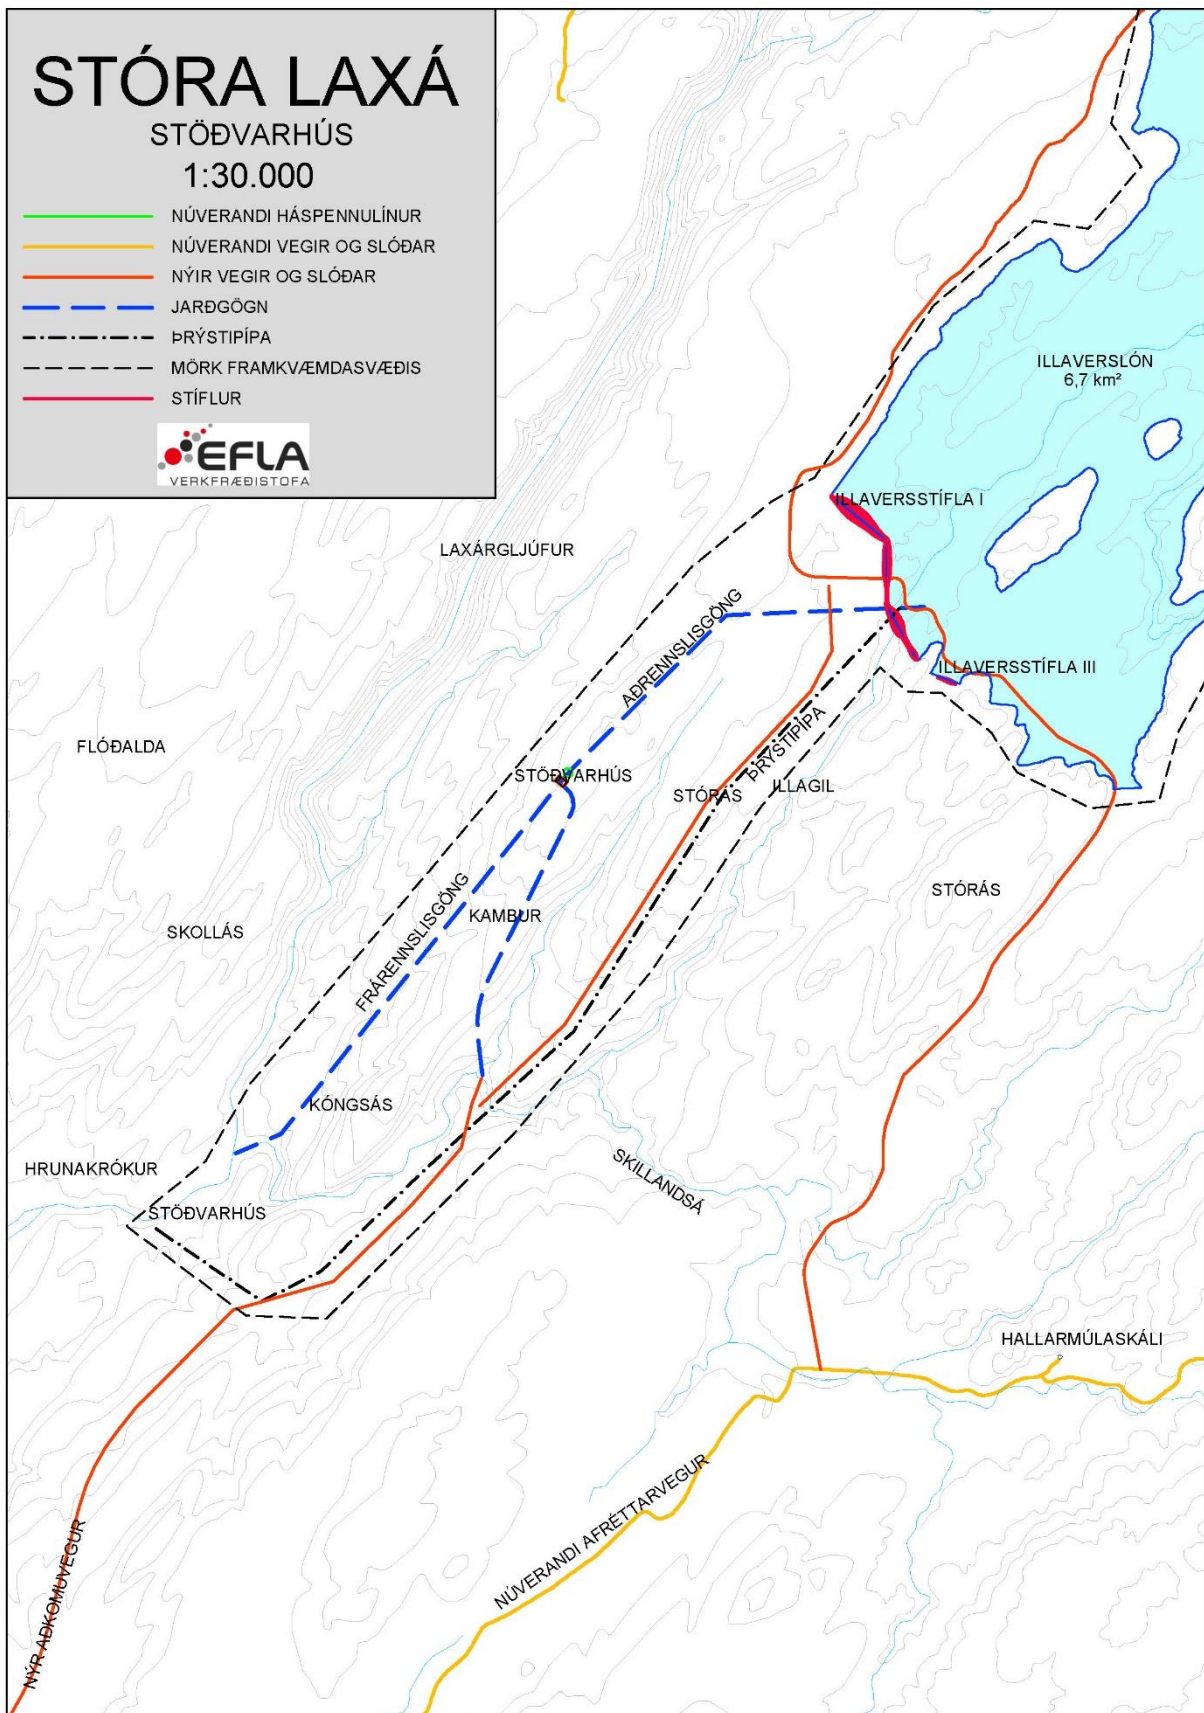 STÓRA LAXÁ
STÖÐVARHÚS
1:30.000
NÚVERANDI HÁSPENNULÍNUR
NÚVERANDI VEGIR OG SLÓÐAR
NÝIR VEGIR OG SLÓÐAR
JARÐGÖGN
ÞRÝSTIPÍPA
MÖRK FRAMKVÆMDASVÆÐIS
STÍFLUR
EFLA
VERKFRÆÐISTOFA
ILLAVERSLÓN
6,7 km²
ILLAVERSSTÍFLA I
LAXÁRGLJÚFUR
AÐRENNSLISGÖNG
ILLAVERSSTÍFLA III
FLÓÐALDA
STÖÐVARHÚS
STÓRÁS
ÞRÝSTIPÍPA
ILLAGIL
STÓRÁS
KAMBUR
SKOLLÁS
FRÁRENNSLISGÖNG
KÓNGSÁS
HRUNAKRÓKUR
STÖÐVARHÚS
SKILLANDSÁ
HALLARMÚLASKÁLI
NÚVERANDI AFRÉTTARVEGUR
NÝR AÐKOMUVEGUR